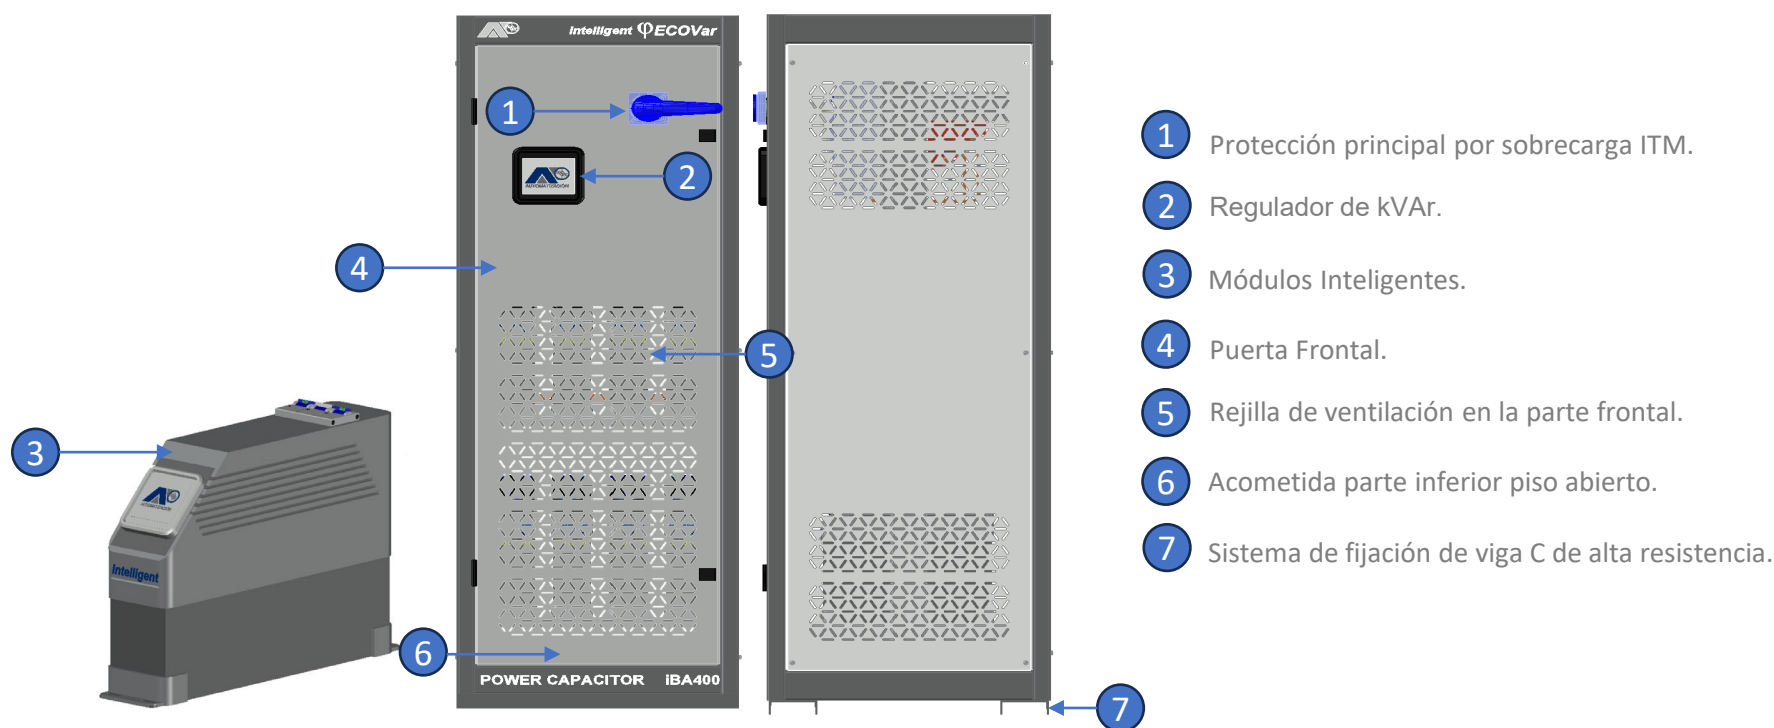 Intelligent φECOVar
1
AUTOMATIZACIÓN
2
4
5
3
AUTOMATIZACIÓN
Intelligent
6
POWER CAPACITOR iBA400
7
1 Protección principal por sobrecarga ITM.
2 Regulador de kVAr.
3 Módulos Inteligentes.
4 Puerta Frontal.
5 Rejilla de ventilación en la parte frontal.
6 Acometida parte inferior piso abierto.
7 Sistema de fijación de viga C de alta resistencia.